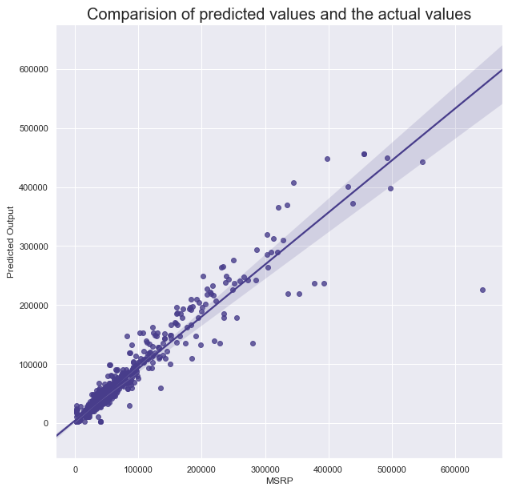 Comparision of predicted values and the actual values
600000
500000
400000
300000
200000
100000
0
Predicted Output
0 100000 200000 300000 400000 500000 600000
MSRP